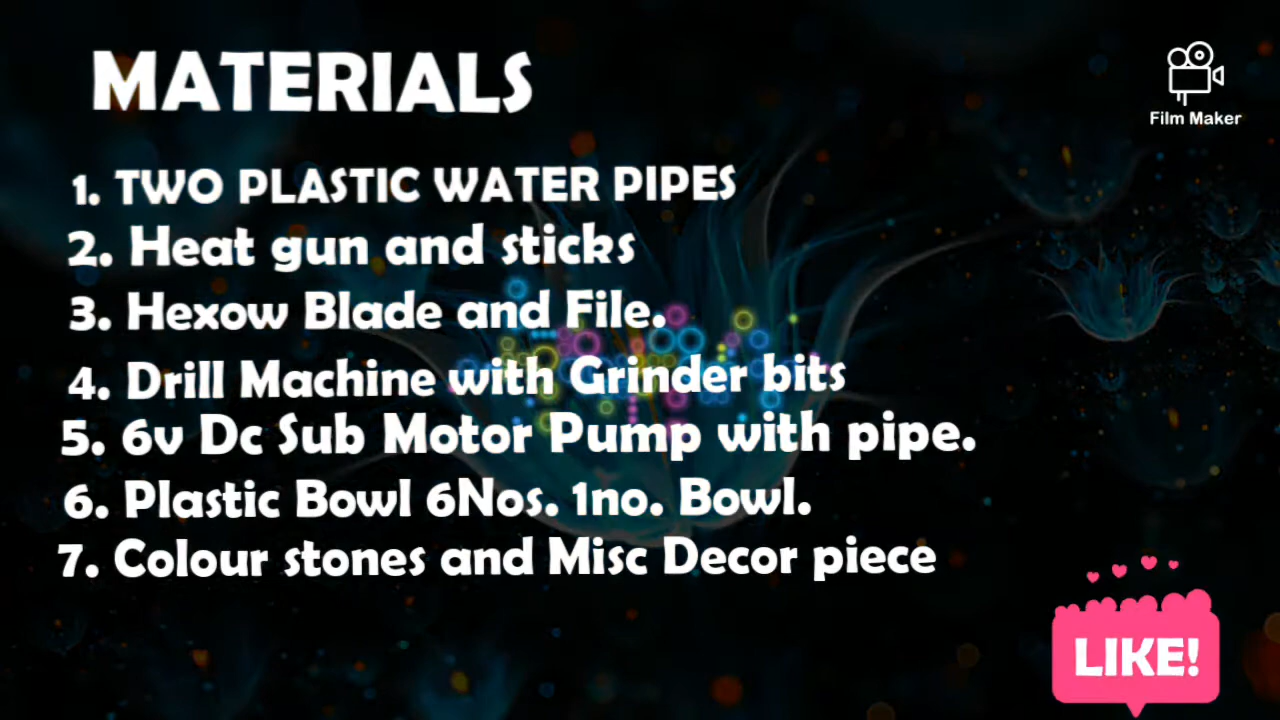 MATERIALS
Film Maker
1. TWO PLASTIC WATER PIPES
2. Heat gun and sticks
3. Hexow Blade and File.
4. Drill Machine with Grinder bits
5. 6v Dc Sub Motor Pump with pipe.
6. Plastic Bowl 6Nos. 1no. Bowl.
7. Colour stones and Misc Decor piece
LIKE!